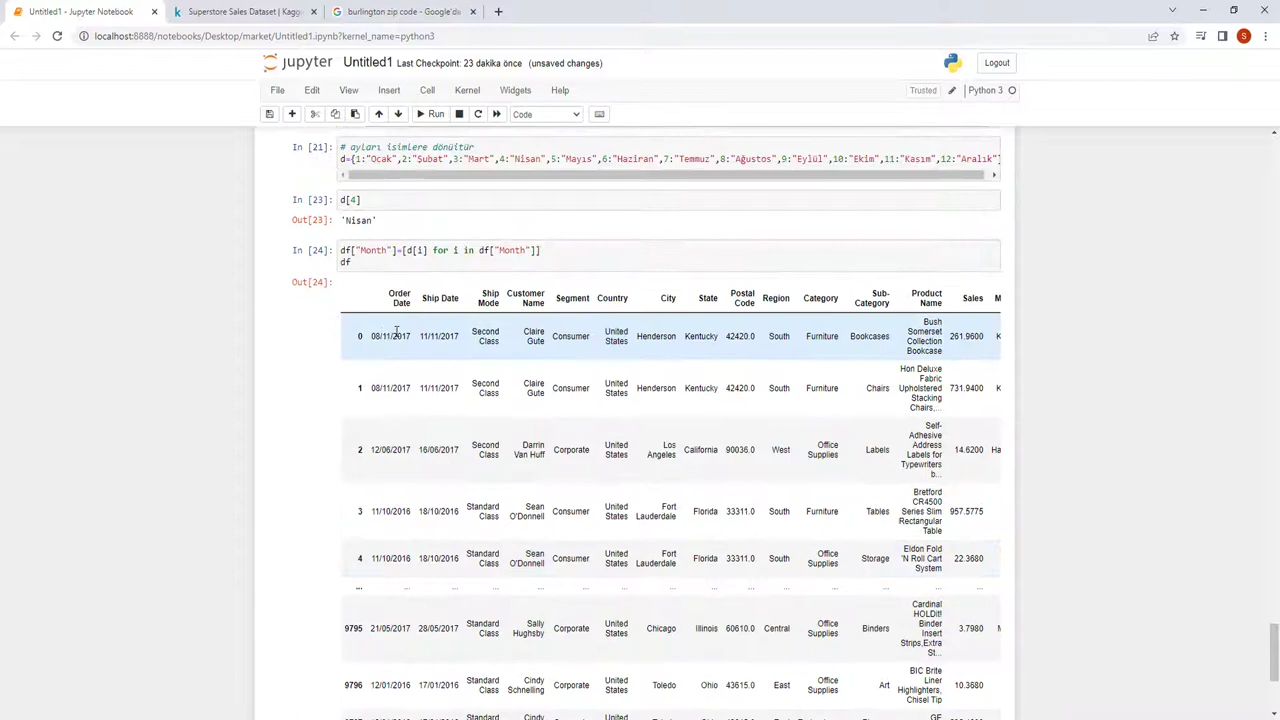 Untitled1 - Jupyter Notebook
Superstore Sales Dataset | Kagg
burlington zip code - Google'da
localhost:8888/notebooks/Desktop/market/Untitled1.ipynb?kernel_name=python3
S
jupyter Untitled1 Last Checkpoint: 23 dakika önce (unsaved changes)
Logout
File Edit View Insert Cell Kernel Widgets Help
Trusted
Python 3
Run
Code
In [21]:
# ayları isimlere dönültür
d={1:"Ocak",2:"Şubat",3:"Mart",4:"Nisan",5:"Mayıs",6:"Haziran",7:"Temmuz",8:"Ağustos",9:"Eylül",10:"Ekim",11:"Kasım",12:"Aralık"}
In [23]:
d[4]
Out[23]:
'Nisan'
In [24]:
df["Month"]=[d[i] for i in df["Month"]]
df
Out[24]:
Order Date Ship Date Ship Mode Customer Name Segment Country City State Postal Code Region Category Sub-Category Product Name Sales M
0 08/11/2017 11/11/2017 Second Class Claire Gute Consumer United States Henderson Kentucky 42420.0 South Furniture Bookcases Bush Somerset Collection Bookcase 261.9600 K
1 08/11/2017 11/11/2017 Second Class Claire Gute Consumer United States Henderson Kentucky 42420.0 South Furniture Chairs Hon Deluxe Fabric Upholstered Stacking Chairs,... 731.9400 K
2 12/06/2017 16/06/2017 Second Class Darrin Van Huff Corporate United States Los Angeles California 90036.0 West Office Supplies Labels Self-Adhesive Address Labels for Typewriters b... 14.6200 Ha
3 11/10/2016 18/10/2016 Standard Class Sean O'Donnell Consumer United States Fort Lauderdale Florida 33311.0 South Furniture Tables Bretford CR4500 Series Slim Rectangular Table 957.5775
4 11/10/2016 18/10/2016 Standard Class Sean O'Donnell Consumer United States Fort Lauderdale Florida 33311.0 South Office Supplies Storage Eldon Fold 'N Roll Cart System 22.3680
... ... ... ... ... ... ... ... ... ... ... ... ... ... ...
9795 21/05/2017 28/05/2017 Standard Class Sally Hughsby Corporate United States Chicago Illinois 60610.0 Central Office Supplies Binders Cardinal HOLDit! Binder Insert Strips,Extra St... 3.7980 M
9796 12/01/2016 17/01/2016 Standard Class Cindy Schnelling Corporate United States Toledo Ohio 43615.0 East Office Supplies Art BIC Brite Liner Highlighters, Chisel Tip 10.3680
GE